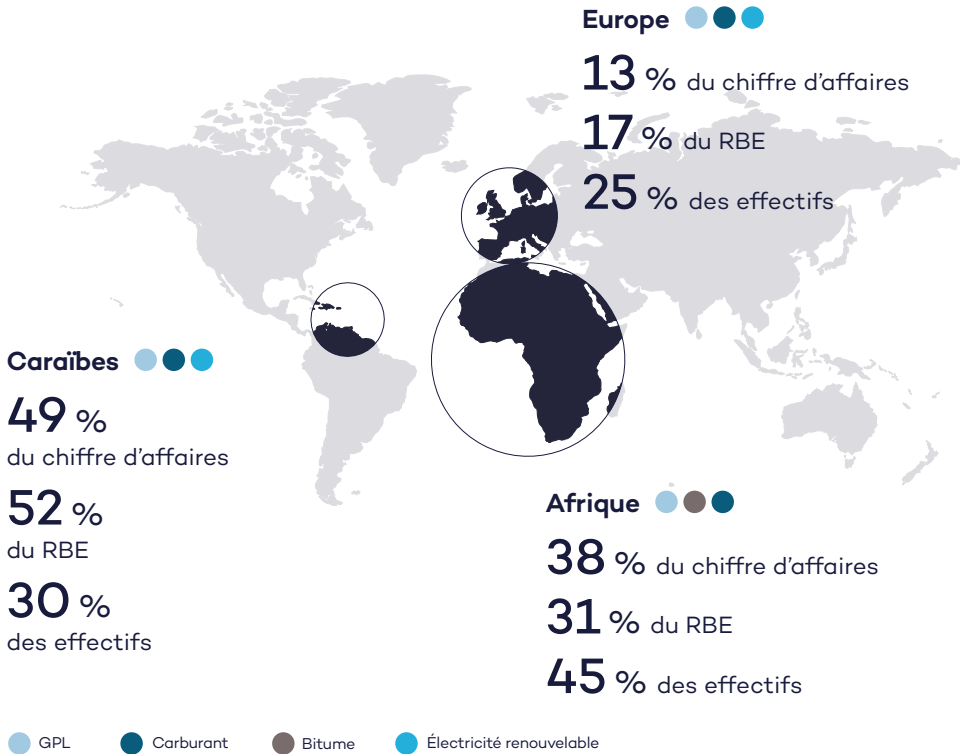 Europe
13 % du chiffre d’affaires
17 % du RBE
25 % des effectifs
Caraïbes
49 %
du chiffre d’affaires
52 %
du RBE
30 %
des effectifs
Afrique
38 % du chiffre d’affaires
31 % du RBE
45 % des effectifs
GPL
Carburant
Bitume
Électricité renouvelable